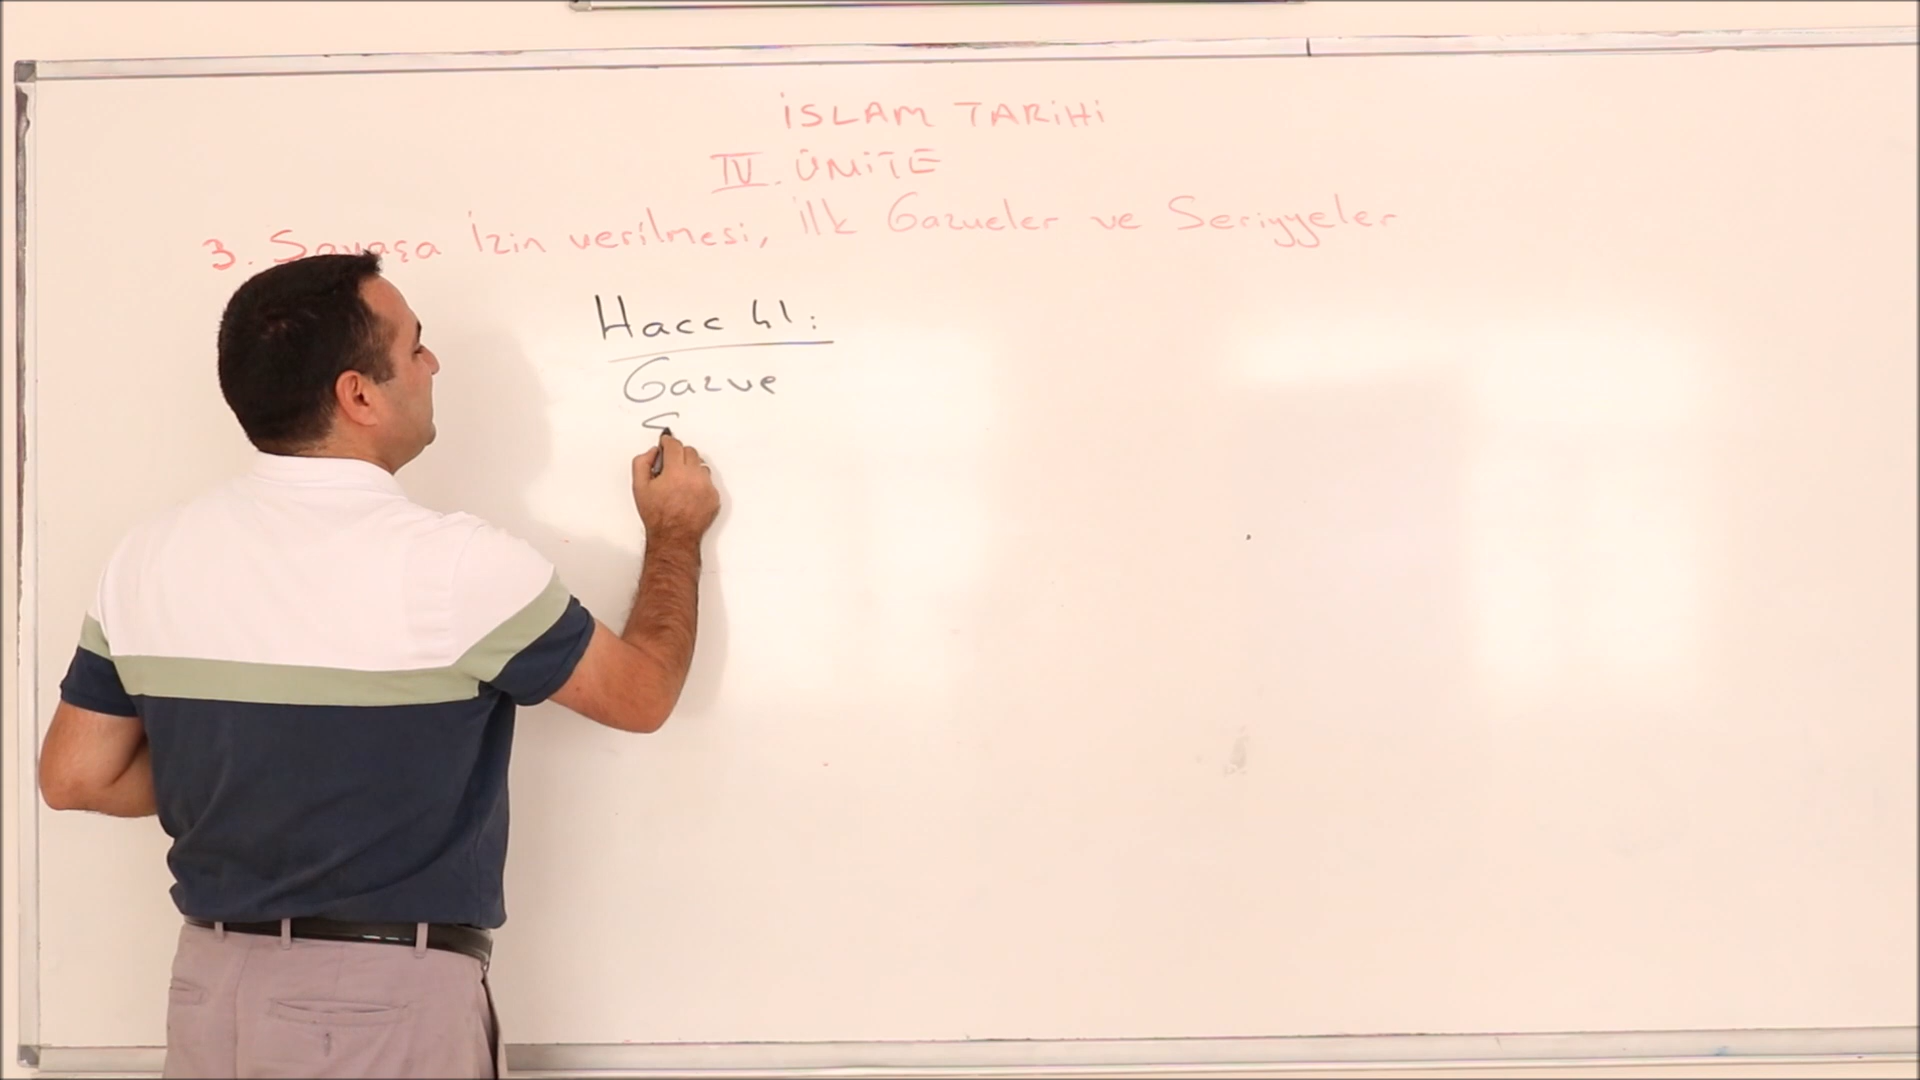 İSLAM TARİHİ
IV. ÜNİTE
3. Savaşa İzin verilmesi, İlk Gazveler ve Seriyyeler
Hacc 41:
Gazve
S